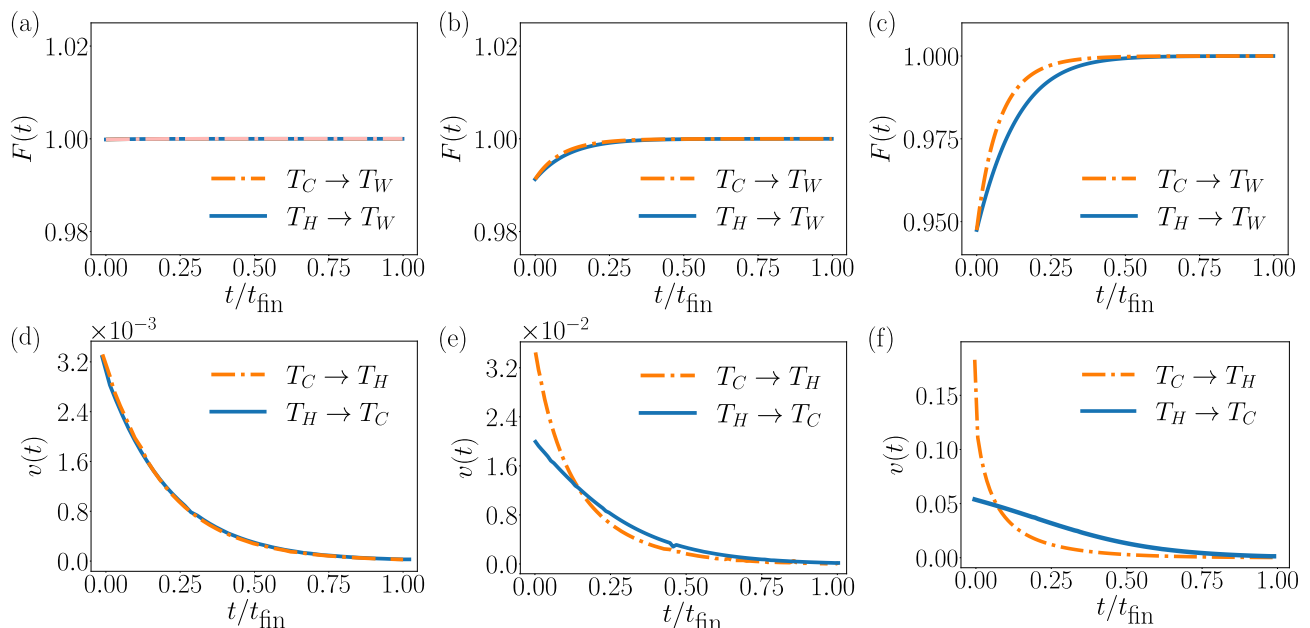 (a)
F(t)
1.02
1.00
0.98
T_C → T_W
T_H → T_W
0.00 0.25 0.50 0.75 1.00
t/t_fin
(b)
F(t)
1.02
1.00
0.98
T_C → T_W
T_H → T_W
0.00 0.25 0.50 0.75 1.00
t/t_fin
(c)
F(t)
1.000
0.975
0.950
T_C → T_W
T_H → T_W
0.00 0.25 0.50 0.75 1.00
t/t_fin
(d)
×10⁻³
v(t)
3.2
2.4
1.6
0.8
0.0
T_C → T_H
T_H → T_C
0.00 0.25 0.50 0.75 1.00
t/t_fin
(e)
×10⁻²
v(t)
3.2
2.4
1.6
0.8
0.0
T_C → T_H
T_H → T_C
0.00 0.25 0.50 0.75 1.00
t/t_fin
(f)
v(t)
0.15
0.10
0.05
0.00
T_C → T_H
T_H → T_C
0.00 0.25 0.50 0.75 1.00
t/t_fin